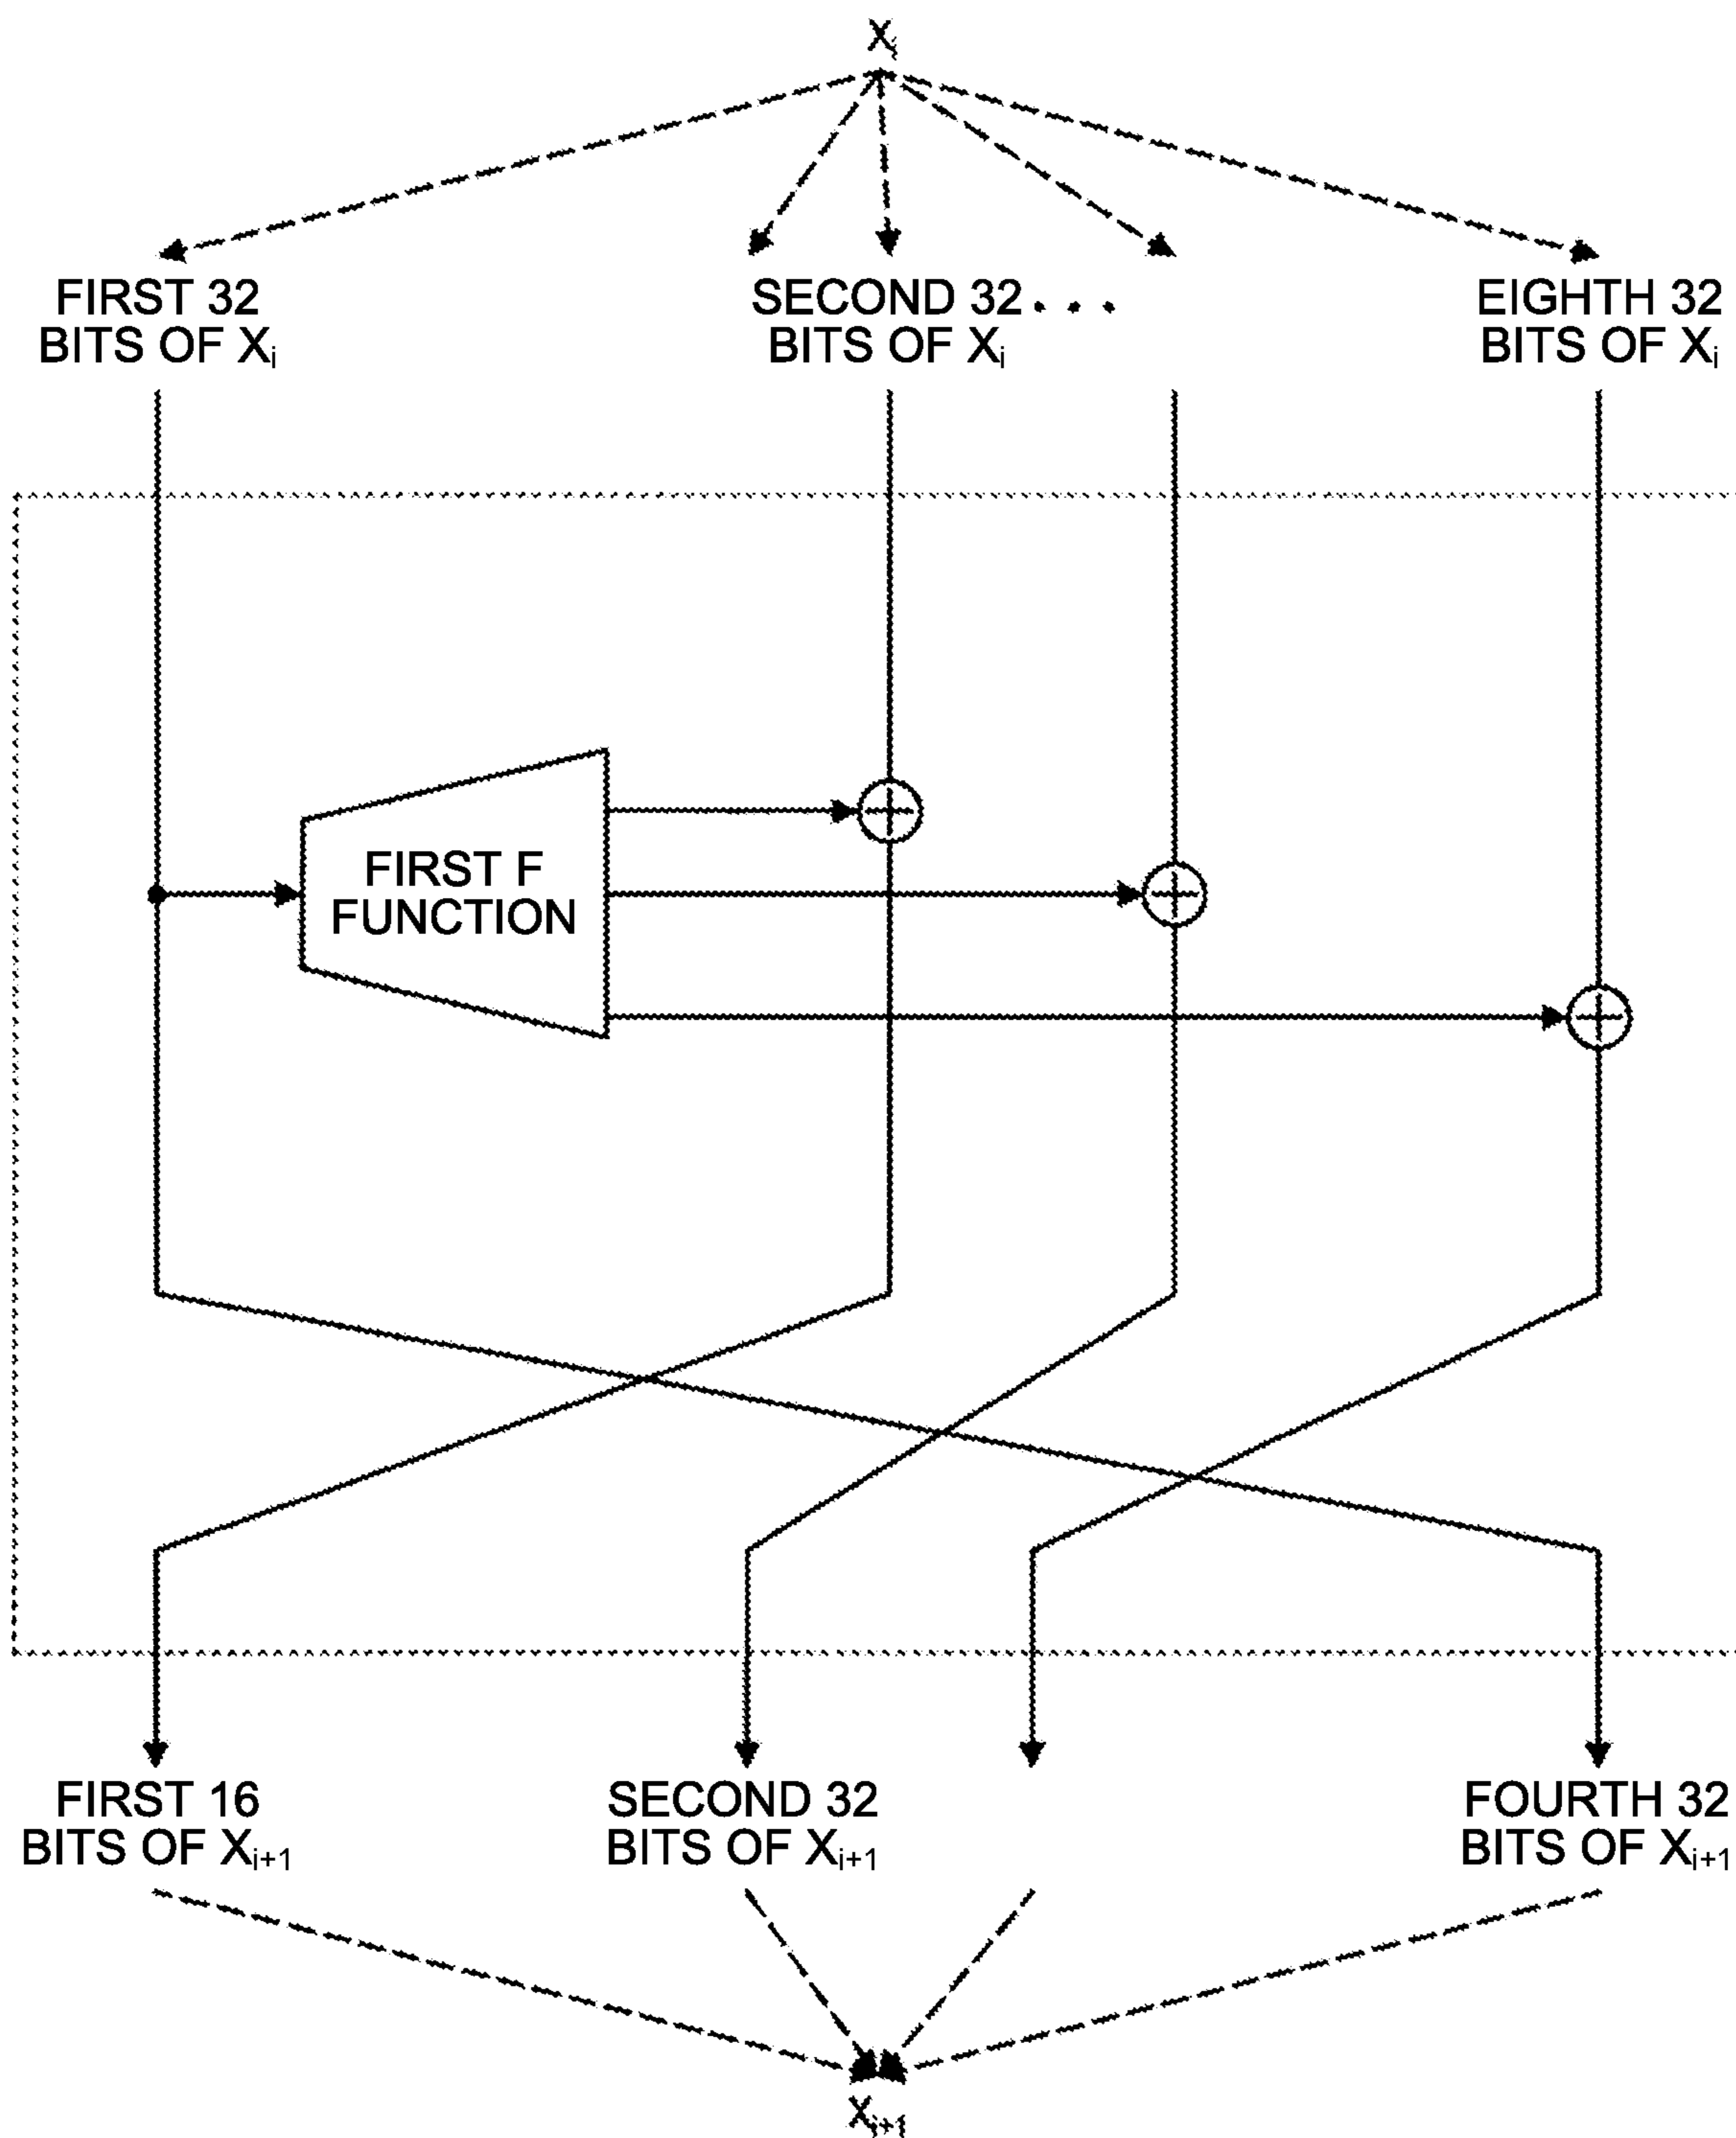 Xi
FIRST 32
BITS OF Xi
SECOND 32 . . .
BITS OF Xi
EIGHTH 32
BITS OF Xi
FIRST F
FUNCTION
FIRST 16
BITS OF Xi+1
SECOND 32
BITS OF Xi+1
FOURTH 32
BITS OF Xi+1
Xi+1